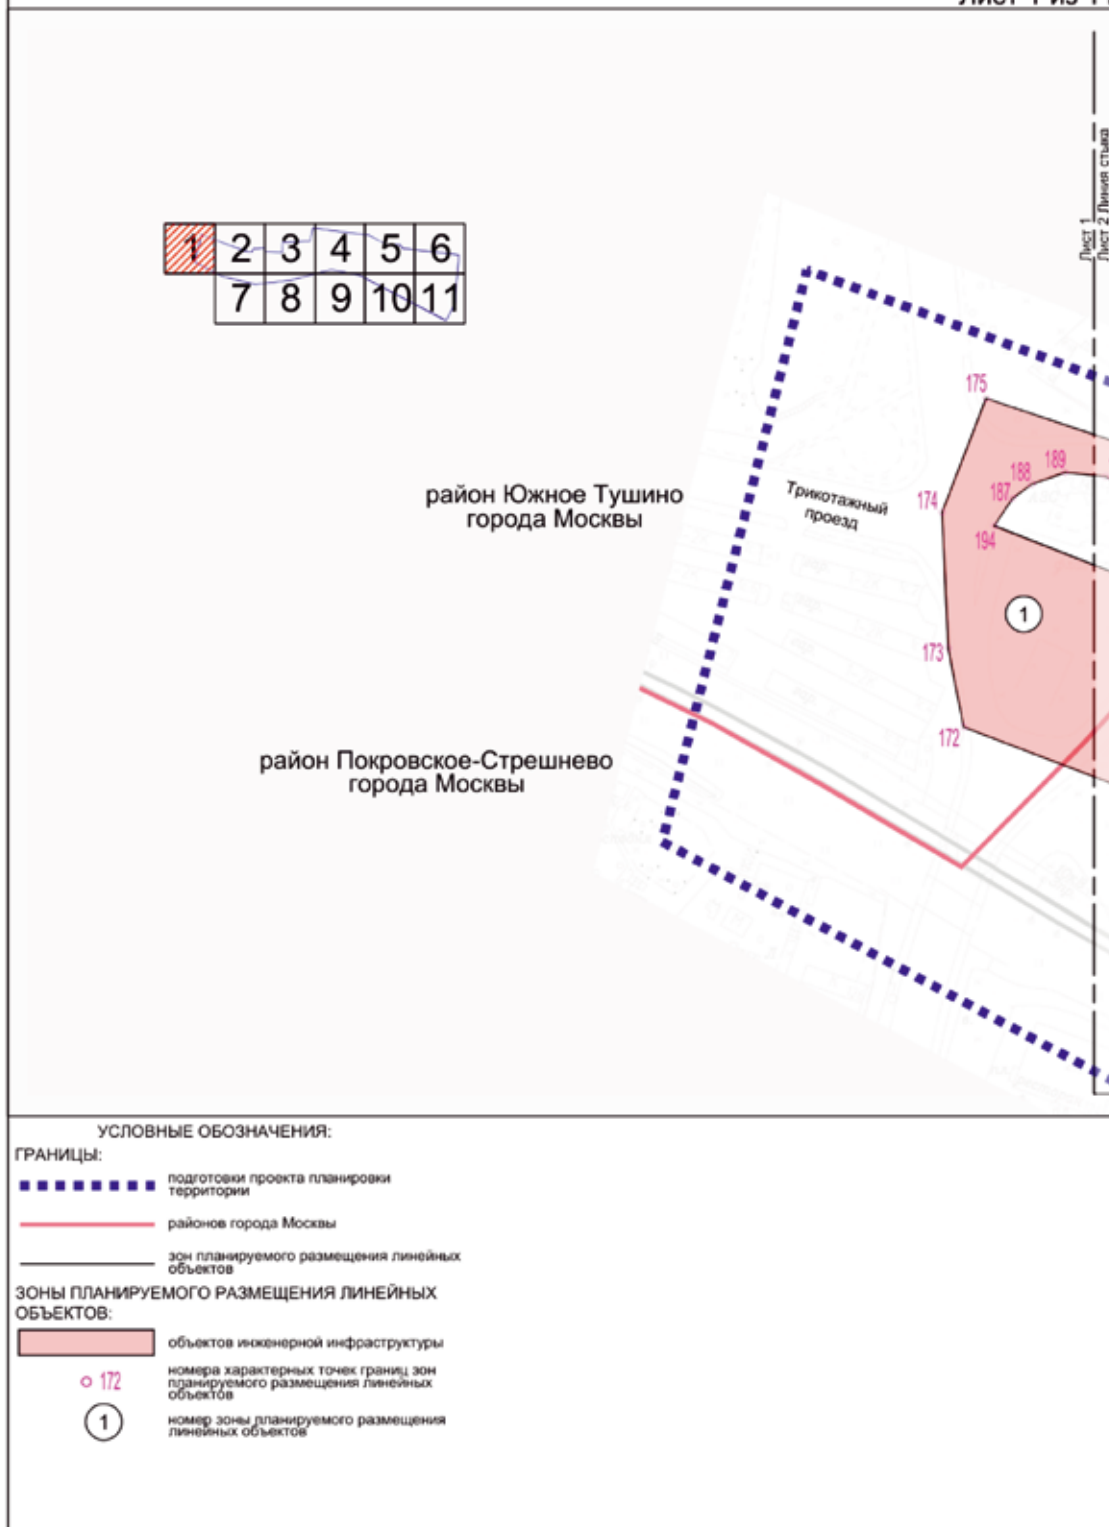 Лист 1 из 11
Лист 1
Лист 2 Линия стыка
1 2 3 4 5 6
7 8 9 10 11
175
189
188
187
174
194
Трикотажный
проезд
район Южное Тушино
города Москвы
1
173
172
район Покровское-Стрешнево
города Москвы
УСЛОВНЫЕ ОБОЗНАЧЕНИЯ:
ГРАНИЦЫ:
подготовки проекта планировки
территории
районов города Москвы
зон планируемого размещения линейных
объектов
ЗОНЫ ПЛАНИРУЕМОГО РАЗМЕЩЕНИЯ ЛИНЕЙНЫХ
ОБЪЕКТОВ:
объектов инженерной инфраструктуры
172
номера характерных точек границ зон
планируемого размещения линейных
объектов
1
номер зоны планируемого размещения
линейных объектов